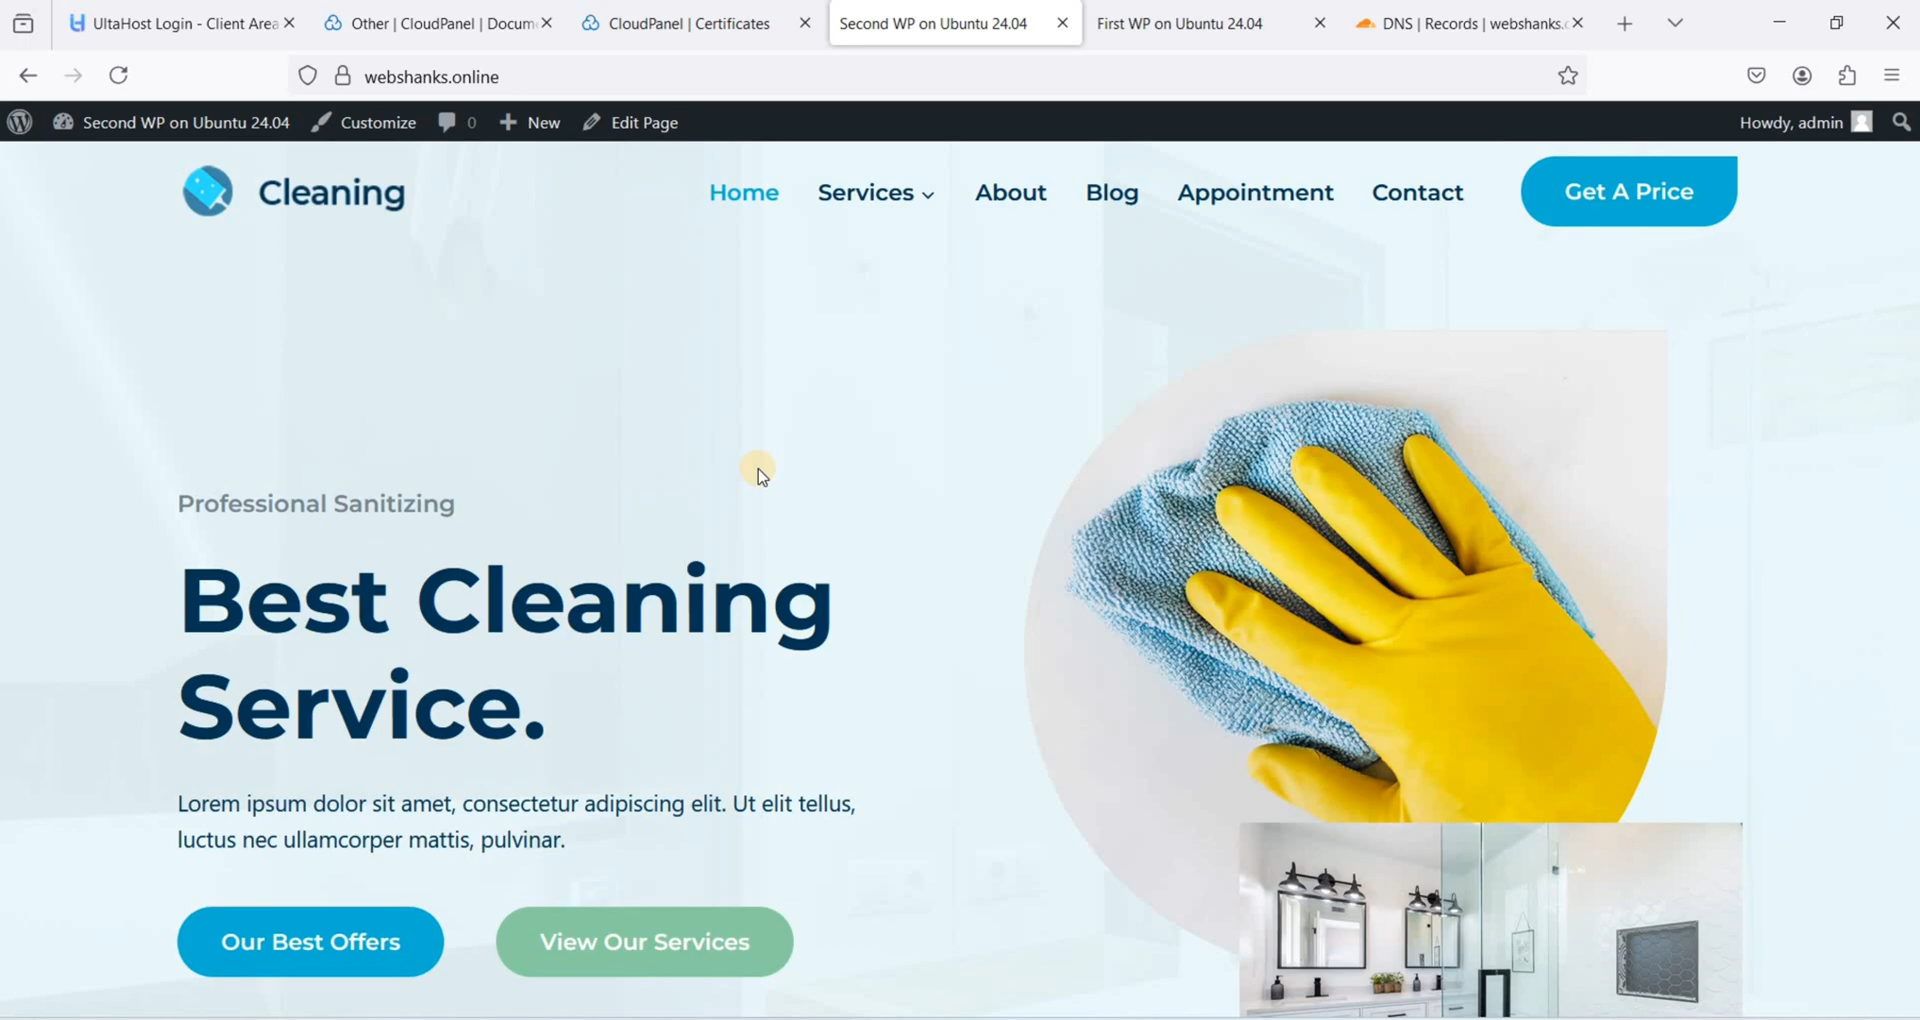 UltaHost Login - Client Area
Other | CloudPanel | Docum
CloudPanel | Certificates
Second WP on Ubuntu 24.04
First WP on Ubuntu 24.04
DNS | Records | webshanks.
webshanks.online
Second WP on Ubuntu 24.04
Customize
0
New
Edit Page
Howdy, admin
Cleaning
Home
Services
About
Blog
Appointment
Contact
Get A Price
Professional Sanitizing
Best Cleaning
Service.
Lorem ipsum dolor sit amet, consectetur adipiscing elit. Ut elit tellus,
luctus nec ullamcorper mattis, pulvinar.
Our Best Offers
View Our Services